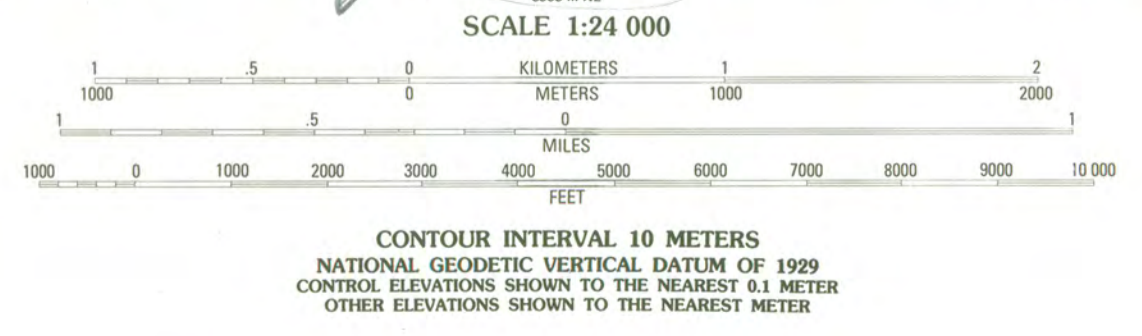 SCALE 1:24 000
1 .5 0 KILOMETERS 1 2
1000 0 METERS 1000 2000
1 .5 0 1
MILES
1000 0 1000 2000 3000 4000 5000 6000 7000 8000 9000 10 000
FEET
CONTOUR INTERVAL 10 METERS
NATIONAL GEODETIC VERTICAL DATUM OF 1929
CONTROL ELEVATIONS SHOWN TO THE NEAREST 0.1 METER
OTHER ELEVATIONS SHOWN TO THE NEAREST METER